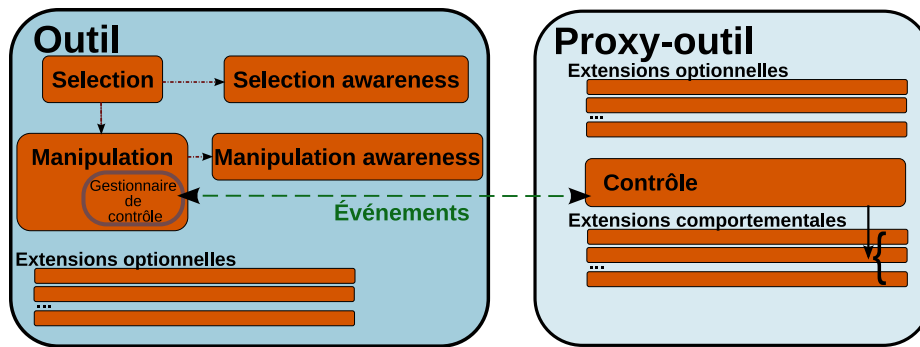 Outil
Selection
Selection awareness
Manipulation
Manipulation awareness
Gestionnaire
de
contrôle
Événements
Extensions optionnelles
...
Proxy-outil
Extensions optionnelles
...
Contrôle
Extensions comportementales
{
...